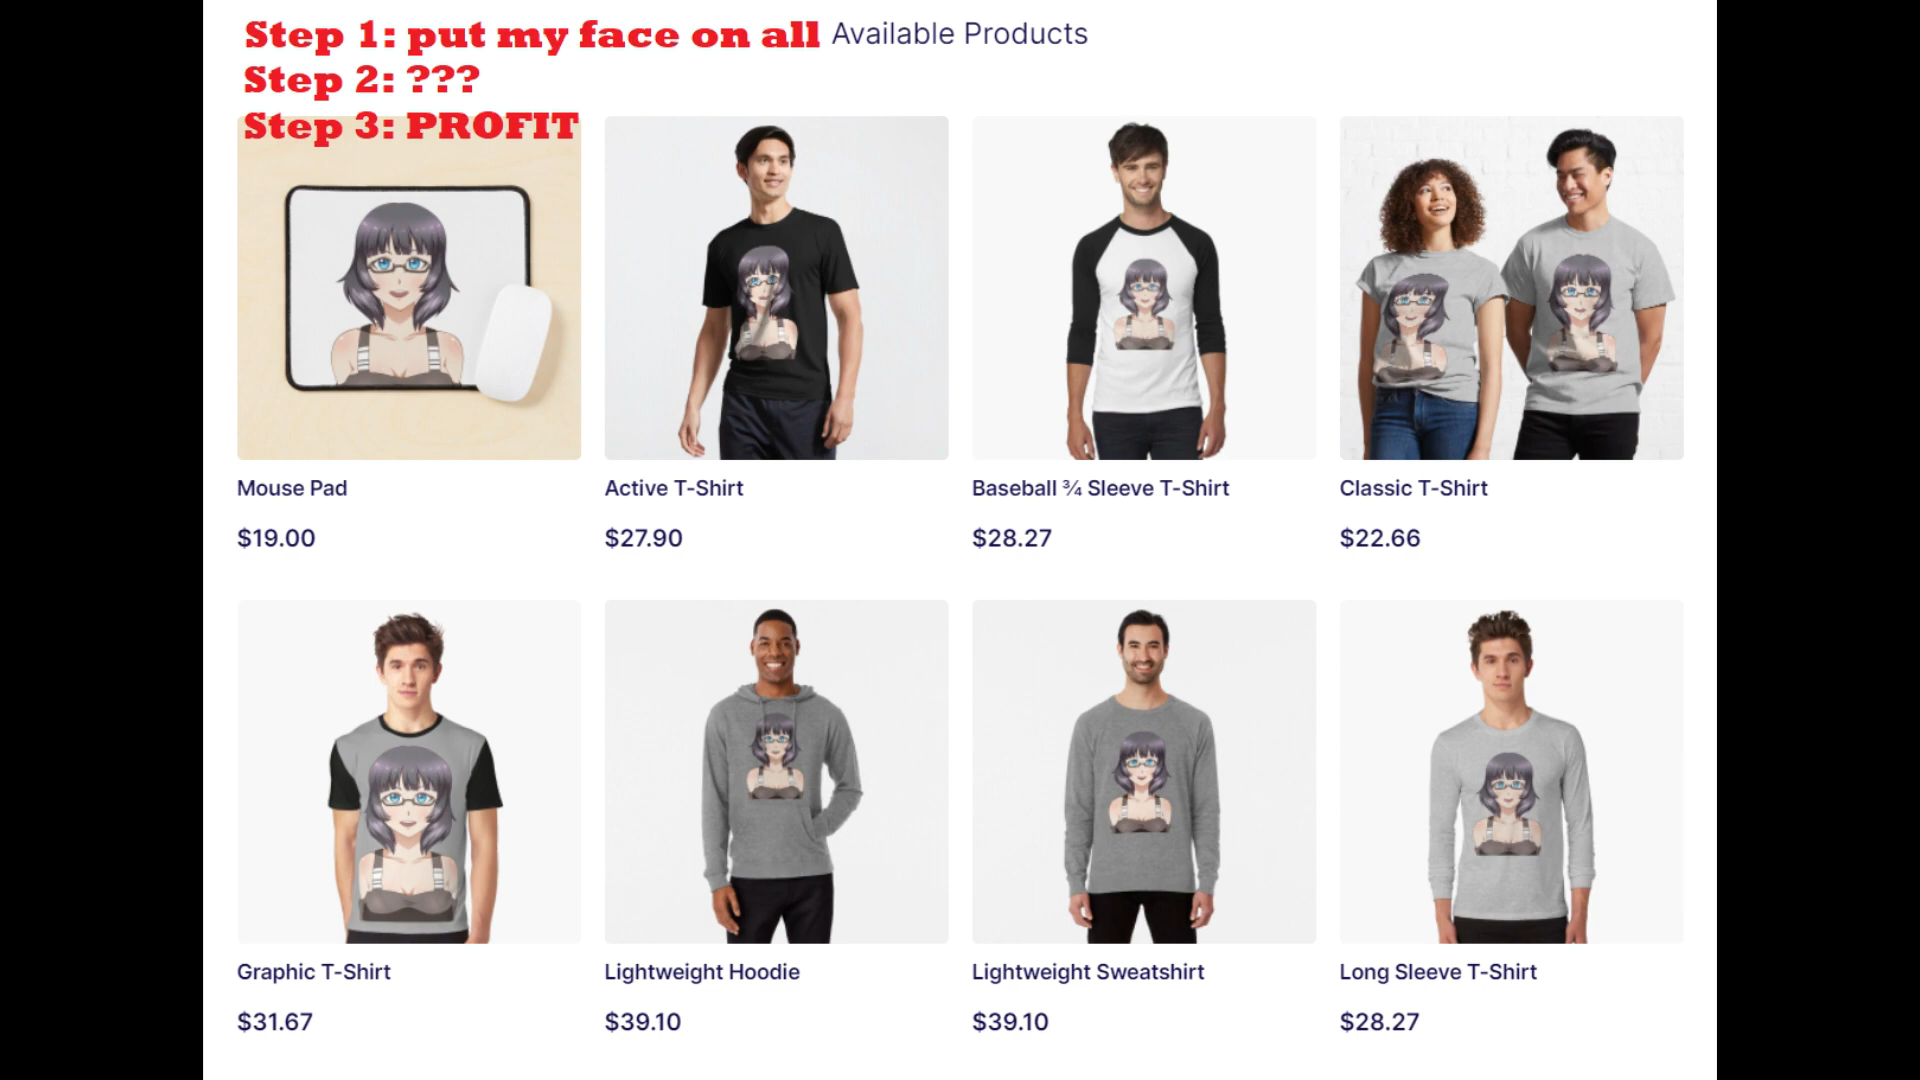 Step 1: put my face on all Available Products
Step 2: ???
Step 3: PROFIT
Mouse Pad
$19.00
Active T-Shirt
$27.90
Baseball ¾ Sleeve T-Shirt
$28.27
Classic T-Shirt
$22.66
Graphic T-Shirt
$31.67
Lightweight Hoodie
$39.10
Lightweight Sweatshirt
$39.10
Long Sleeve T-Shirt
$28.27